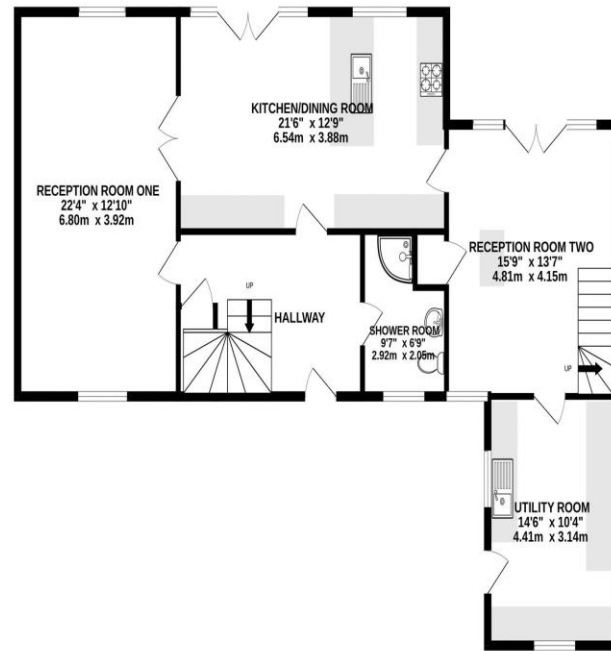 KITCHEN/DINING ROOM
21'6" x 12'9"
6.54m x 3.88m
RECEPTION ROOM ONE
22'4" x 12'10"
6.80m x 3.92m
RECEPTION ROOM TWO
15'9" x 13'7"
4.81m x 4.15m
UP
HALLWAY
SHOWER ROOM
9'7" x 6'9"
2.92m x 2.05m
UP
UTILITY ROOM
14'6" x 10'4"
4.41m x 3.14m